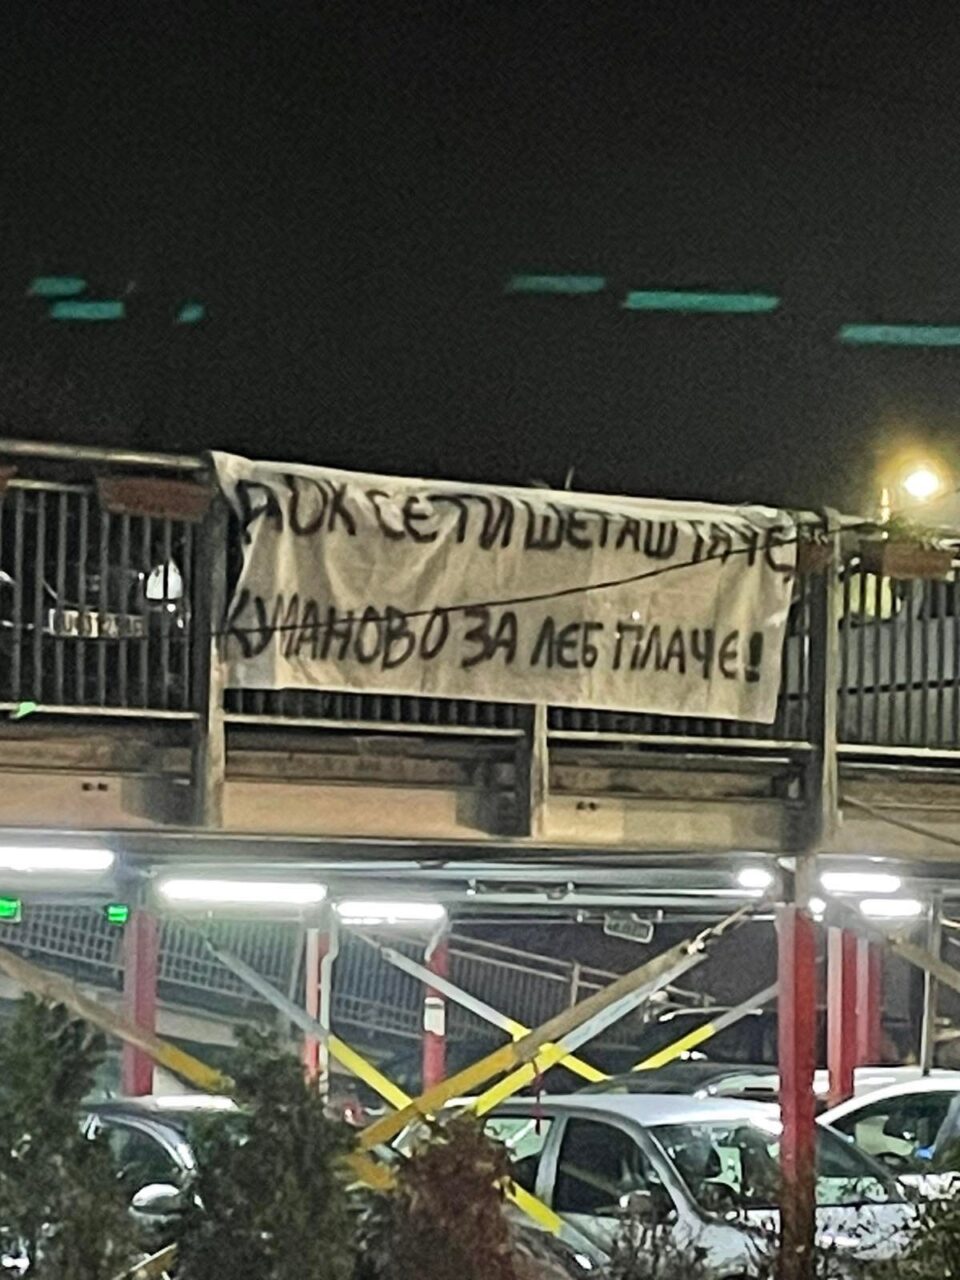 ДОК СЕ ТИ ШЕТАШ ТАЧЕ,
КУМАНОВО ЗА ЛЕБ ПЛАЧЕ!